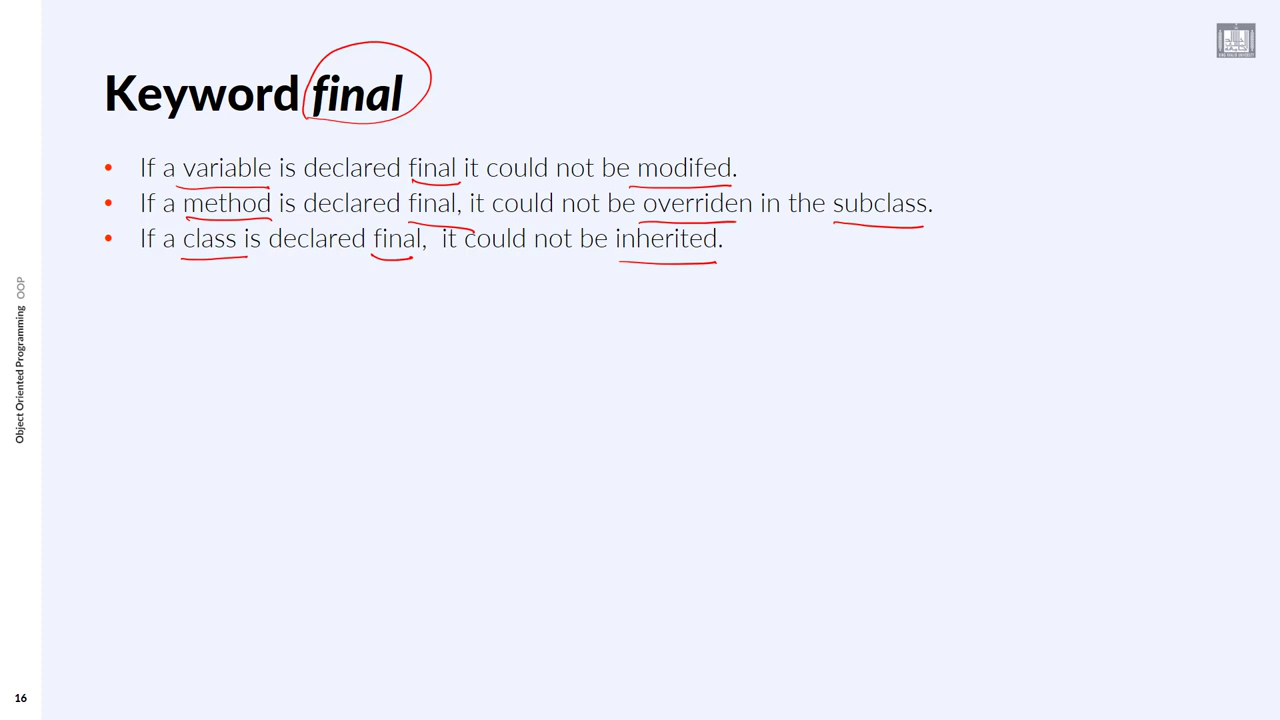 Keyword final
• If a variable is declared final it could not be modifed.
• If a method is declared final, it could not be overriden in the subclass.
• If a class is declared final, it could not be inherited.
Object Oriented Programming OOP
16